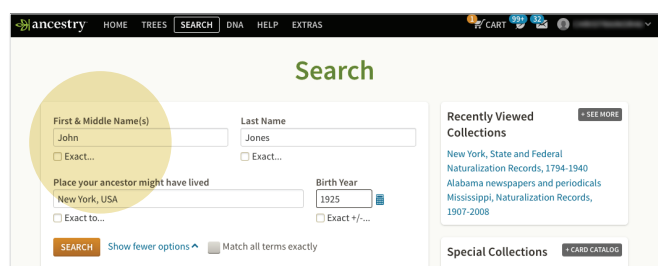 ancestry HOME TREES SEARCH DNA HELP EXTRAS 1 CART 99+ 32
Search
First & Middle Name(s) Last Name
John Jones
Exact... Exact...
Place your ancestor might have lived Birth Year
New York, USA 1925
Exact to... Exact +/-...
SEARCH Show fewer options Match all terms exactly
Recently Viewed Collections + SEE MORE
New York, State and Federal
Naturalization Records, 1794-1940
Alabama newspapers and periodicals
Mississippi, Naturalization Records,
1907-2008
Special Collections + CARD CATALOG